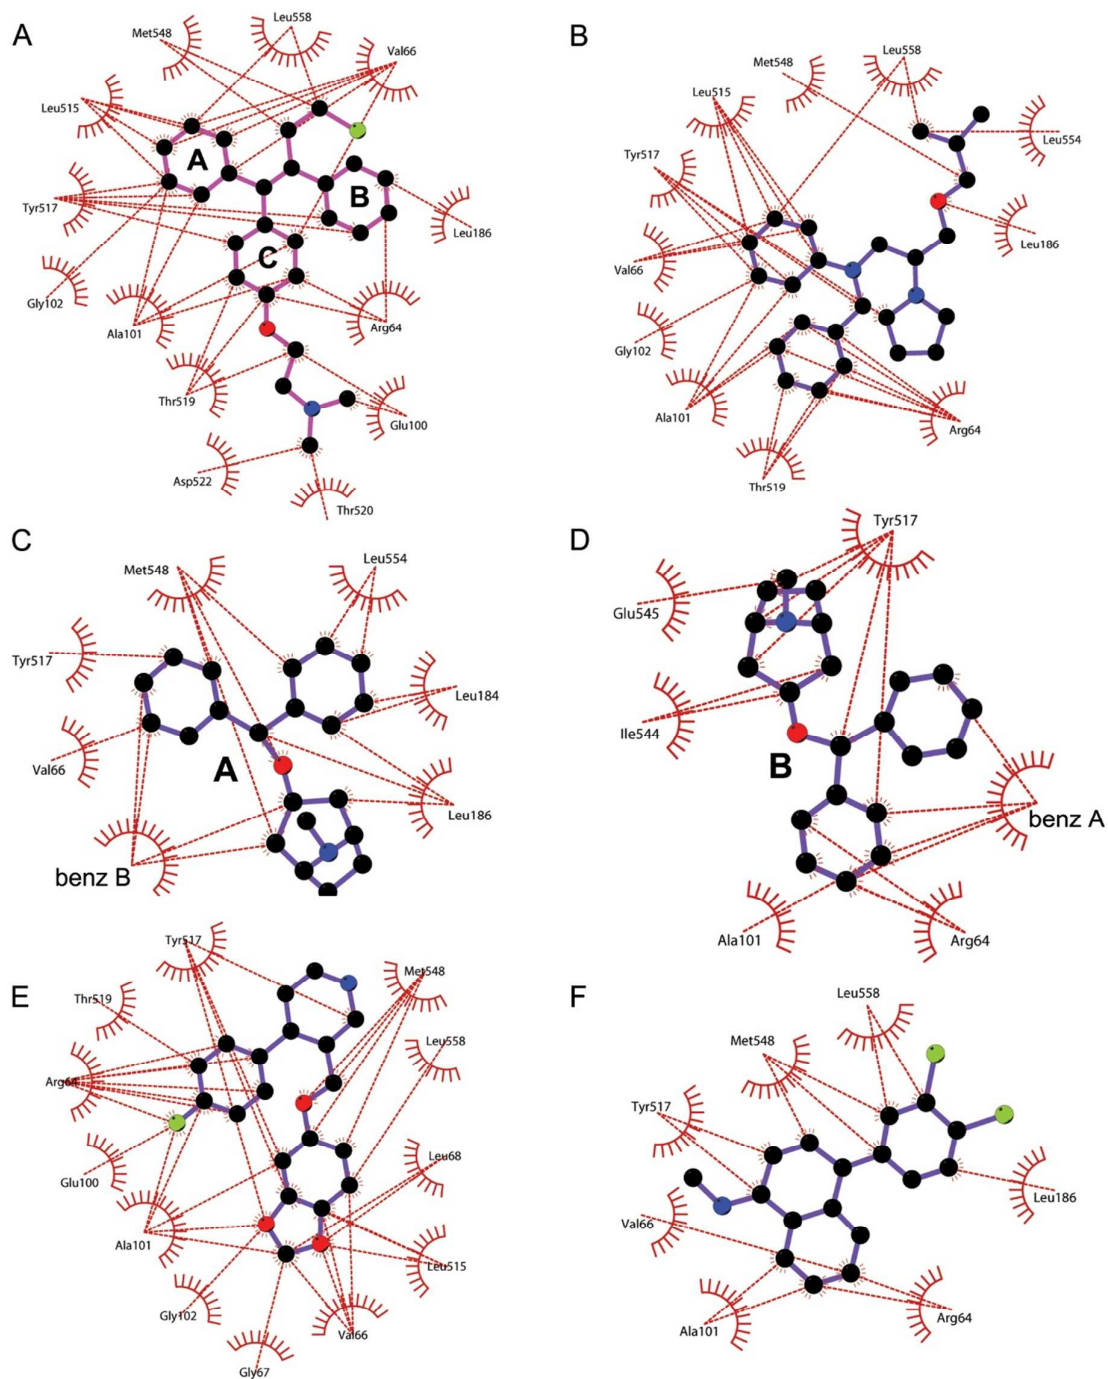 A
Leu558
Met548
Val66
Leu515
A
B
Tyr517
Leu186
C
Gly102
Ala101
Arg64
Thr519
Glu100
Asp522
Thr520
B
Leu558
Met548
Leu515
Leu554
Tyr517
Leu186
Val66
Gly102
Ala101
Arg64
Thr519
C
Met548
Leu554
Tyr517
Leu184
Val66
A
Leu186
benz B
D
Tyr517
Glu545
Ile544
B
benz A
Ala101
Arg64
E
Tyr517
Met548
Thr519
Leu558
Arg64
Glu100
Leu68
Ala101
Leu515
Gly102
Val66
Gly67
F
Leu558
Met548
Tyr517
Leu186
Val66
Arg64
Ala101